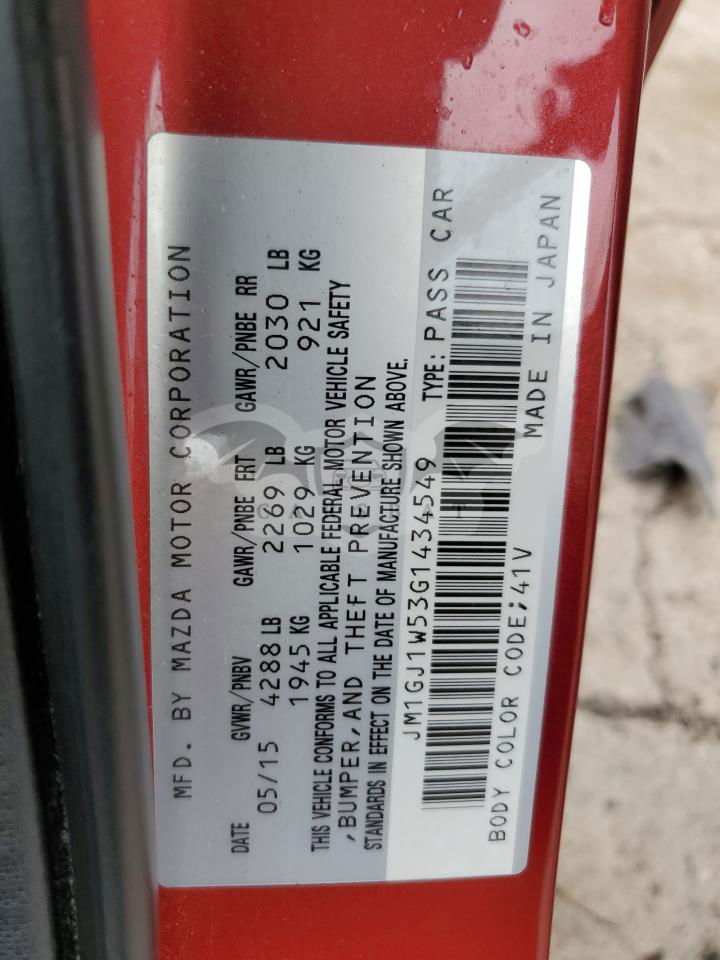 MFD. BY MAZDA MOTOR CORPORATION
DATE GVWR/PNBV GAWR/PNBE FRT GAWR/PNBE RR
05/15 4288 LB 2269 LB 2030 LB
1945 KG 1029 KG 921 KG
THIS VEHICLE CONFORMS TO ALL APPLICABLE FEDERAL MOTOR VEHICLE SAFETY
,BUMPER,AND THEFT PREVENTION
STANDARDS IN EFFECT ON THE DATE OF MANUFACTURE SHOWN ABOVE.
JM1GJ1W53G1434549 TYPE: PASS CAR
BODY COLOR CODE;41V MADE IN JAPAN